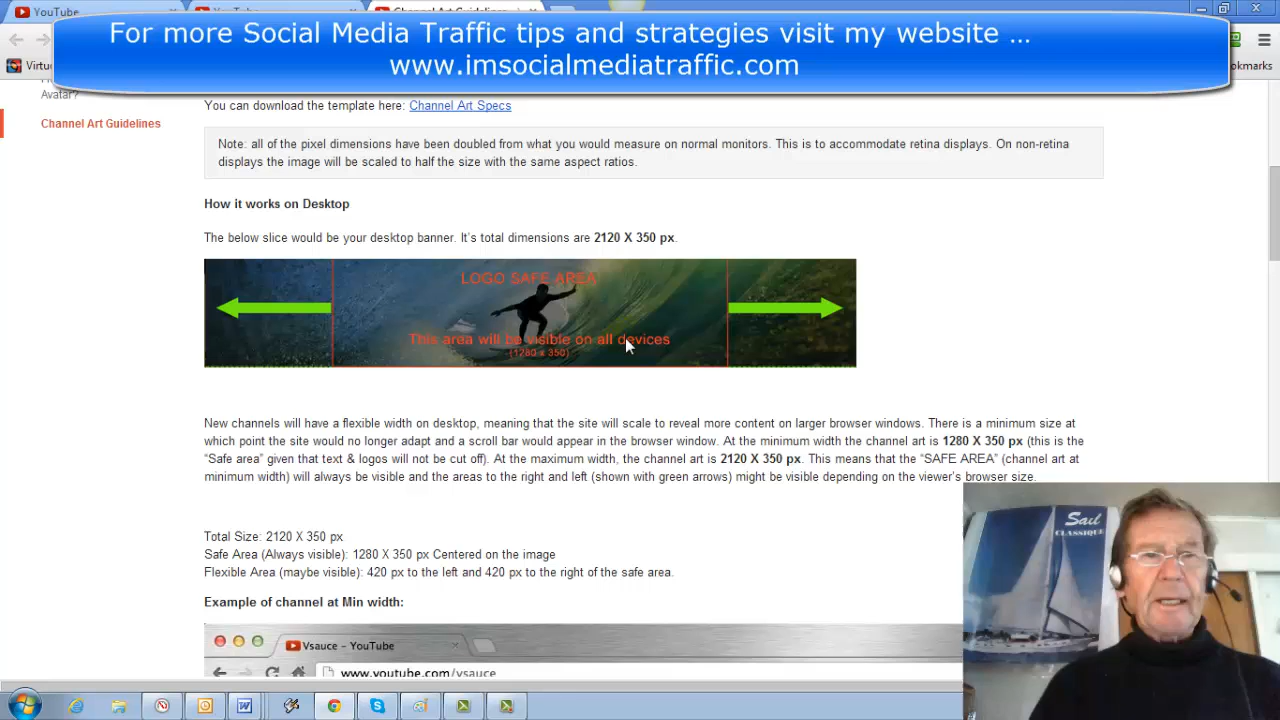 YouTube
For more Social Media Traffic tips and strategies visit my website ...
www.imsocialmediatraffic.com
Avatar?
Channel Art Guidelines
You can download the template here: Channel Art Specs
Note: all of the pixel dimensions have been doubled from what you would measure on normal monitors. This is to accommodate retina displays. On non-retina
displays the image will be scaled to half the size with the same aspect ratios.
How it works on Desktop
The below slice would be your desktop banner. It's total dimensions are 2120 X 350 px.
LOGO SAFE AREA
This area will be visible on all devices
(1280 x 350)
New channels will have a flexible width on desktop, meaning that the site will scale to reveal more content on larger browser windows. There is a minimum size at
which point the site would no longer adapt and a scroll bar would appear in the browser window. At the minimum width the channel art is 1280 X 350 px (this is the
“Safe area” given that text & logos will not be cut off). At the maximum width, the channel art is 2120 X 350 px. This means that the “SAFE AREA” (channel art at
minimum width) will always be visible and the areas to the right and left (shown with green arrows) might be visible depending on the viewer's browser size.
Total Size: 2120 X 350 px
Safe Area (Always visible): 1280 X 350 px Centered on the image
Flexible Area (maybe visible): 420 px to the left and 420 px to the right of the safe area.
Example of channel at Min width:
Vsauce - YouTube
www.youtube.com/vsauce
Sail
CLASSIQUE